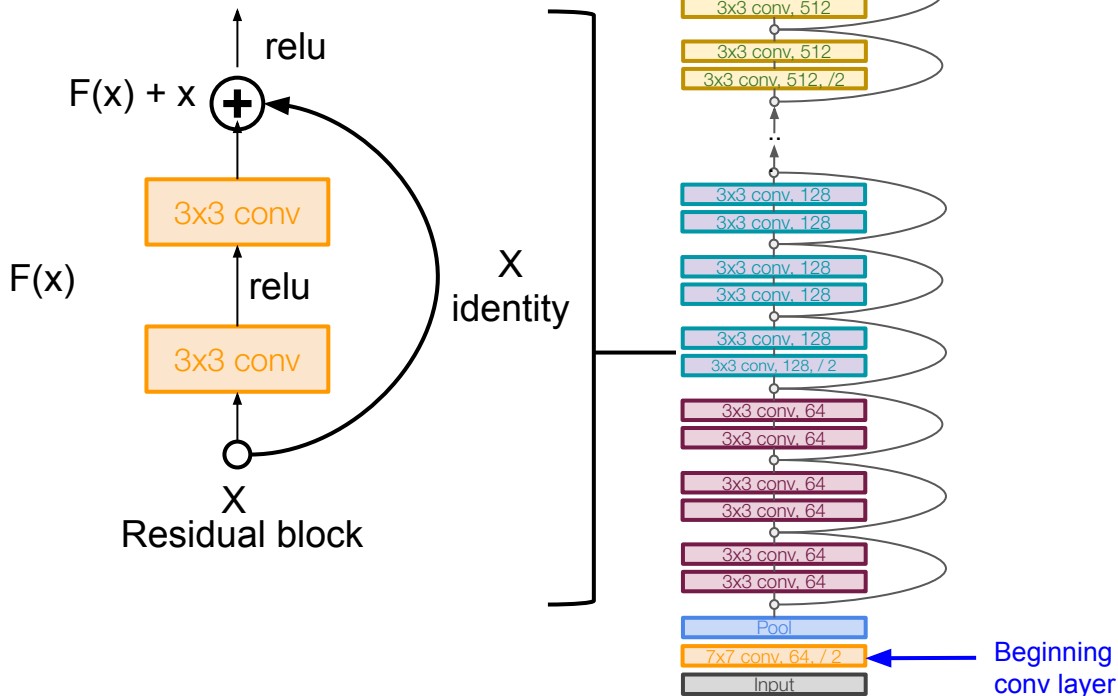 relu
F(x) + x
3x3 conv
F(x)
relu
3x3 conv
X
Residual block
X
identity
3x3 conv, 512
3x3 conv, 512
3x3 conv, 512, /2
..
3x3 conv, 128
3x3 conv, 128
3x3 conv, 128
3x3 conv, 128
3x3 conv, 128
3x3 conv, 128, / 2
3x3 conv, 64
3x3 conv, 64
3x3 conv, 64
3x3 conv, 64
3x3 conv, 64
3x3 conv, 64
Pool
7x7 conv, 64, / 2
Input
Beginning
conv layer